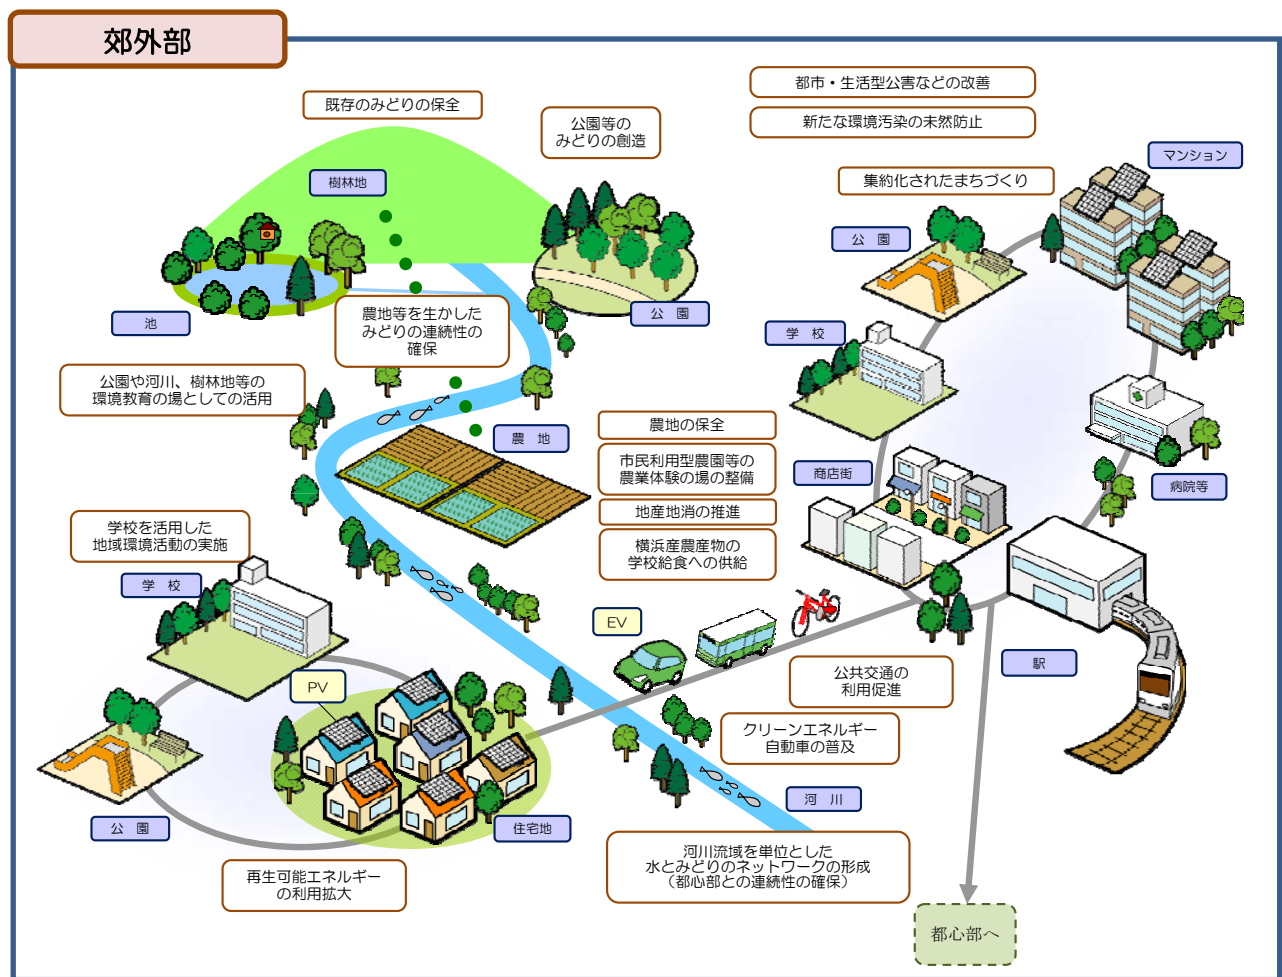 郊外部
都市・生活型公害などの改善
既存のみどりの保全
公園等の
みどりの創造
新たな環境汚染の未然防止
マンション
樹林地
集約化されたまちづくり
公 園
池
農地等を生かした
みどりの連続性の
確保
公 園
学 校
公園や河川、樹林地等の
環境教育の場としての活用
農 地
農地の保全
市民利用型農園等の
農業体験の場の整備
商店街
病院等
地産地消の推進
学校を活用した
地域環境活動の実施
横浜産農産物の
学校給食への供給
学 校
EV
駅
PV
公共交通の
利用促進
クリーンエネルギー
自動車の普及
河 川
公 園
住宅地
再生可能エネルギー
の利用拡大
河川流域を単位とした
水とみどりのネットワークの形成
(都心部との連続性の確保)
都心部へ